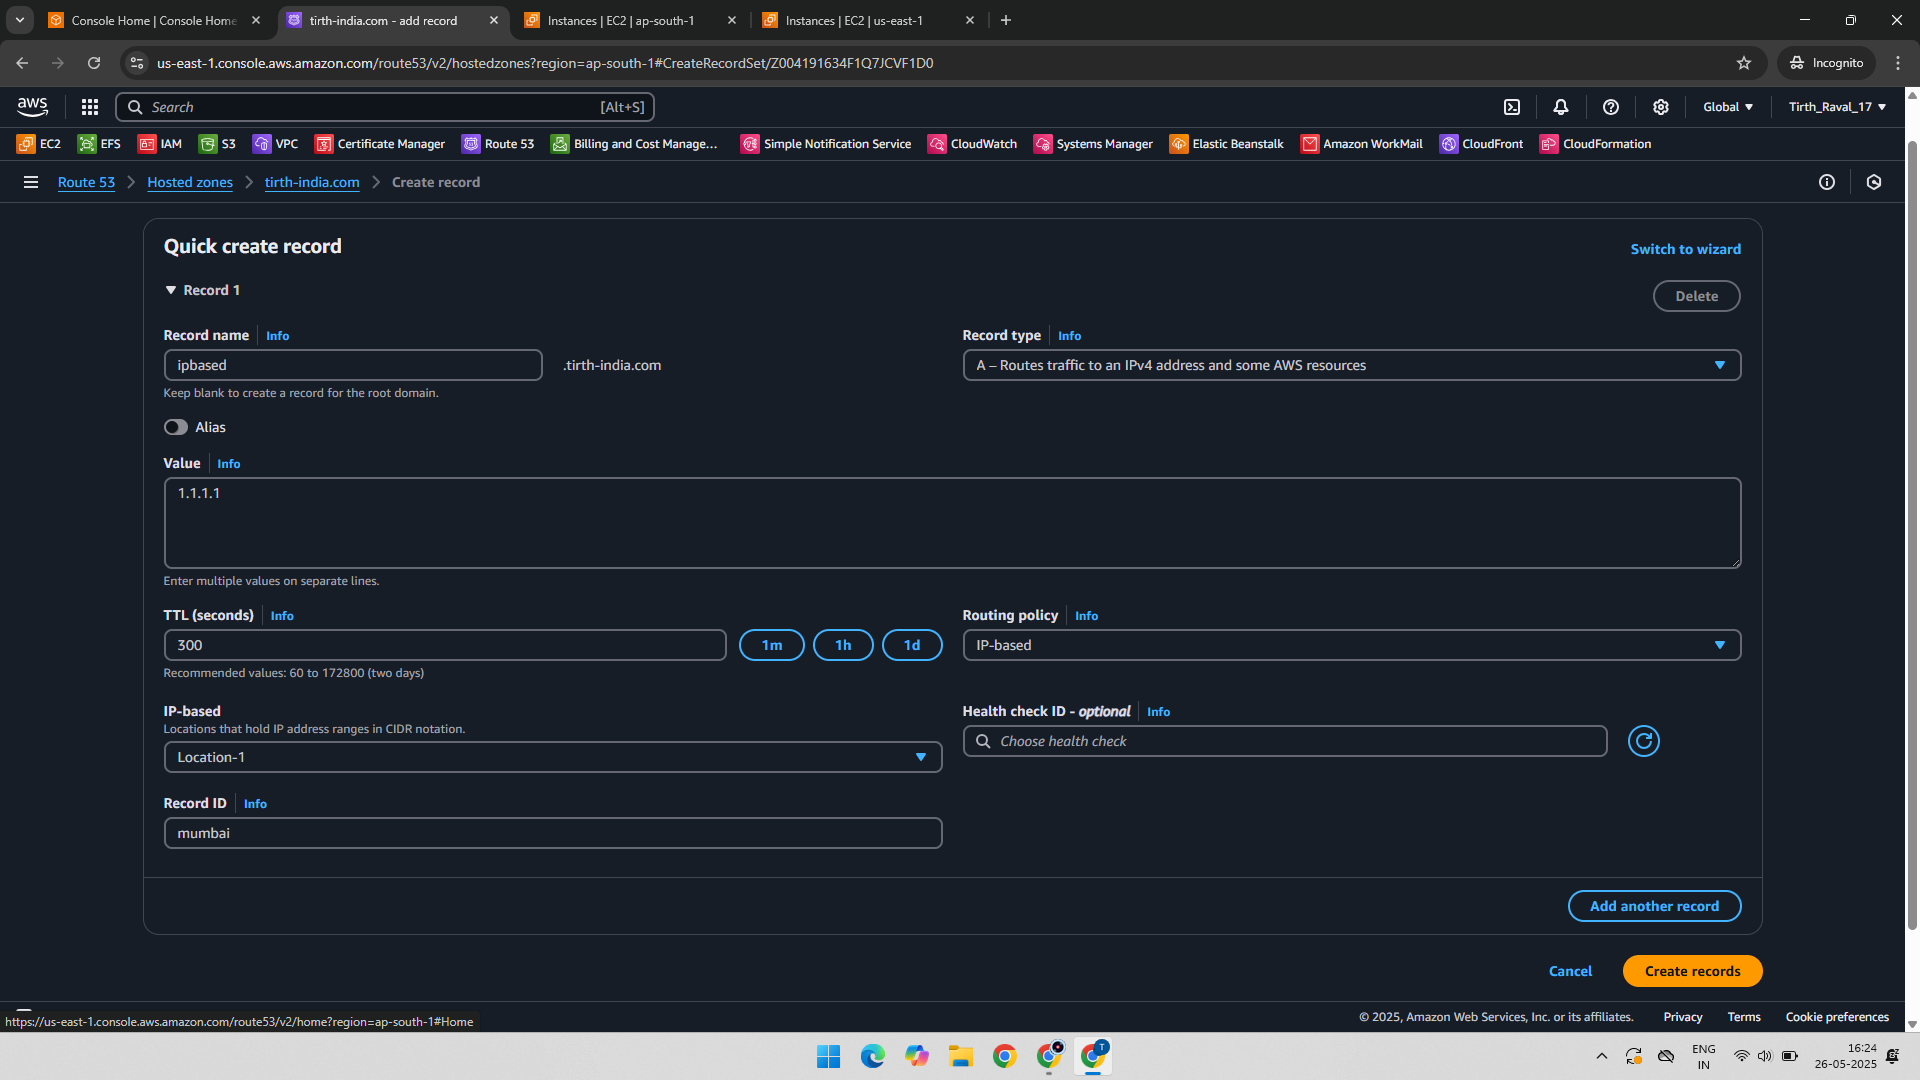 Console Home | Console Home
tirth-india.com - add record
Instances | EC2 | ap-south-1
Instances | EC2 | us-east-1
us-east-1.console.aws.amazon.com/route53/v2/hostedzones?region=ap-south-1#CreateRecordSet/Z004191634F1Q7JCVF1D0
Incognito
aws
Search
[Alt+S]
Global
Tirth_Raval_17
EC2
EFS
IAM
S3
VPC
Certificate Manager
Route 53
Billing and Cost Manage...
Simple Notification Service
CloudWatch
Systems Manager
Elastic Beanstalk
Amazon WorkMail
CloudFront
CloudFormation
Route 53
Hosted zones
tirth-india.com
Create record
Quick create record
Switch to wizard
Record 1
Delete
Record name
Info
ipbased
.tirth-india.com
Keep blank to create a record for the root domain.
Record type
Info
A – Routes traffic to an IPv4 address and some AWS resources
Alias
Value
Info
1.1.1.1
Enter multiple values on separate lines.
TTL (seconds)
Info
300
1m
1h
1d
Recommended values: 60 to 172800 (two days)
Routing policy
Info
IP-based
IP-based
Locations that hold IP address ranges in CIDR notation.
Location-1
Health check ID - optional
Info
Choose health check
Record ID
Info
mumbai
Add another record
Cancel
Create records
https://us-east-1.console.aws.amazon.com/route53/v2/home?region=ap-south-1#Home
© 2025, Amazon Web Services, Inc. or its affiliates.
Privacy
Terms
Cookie preferences
T
ENG
IN
16:24
26-05-2025